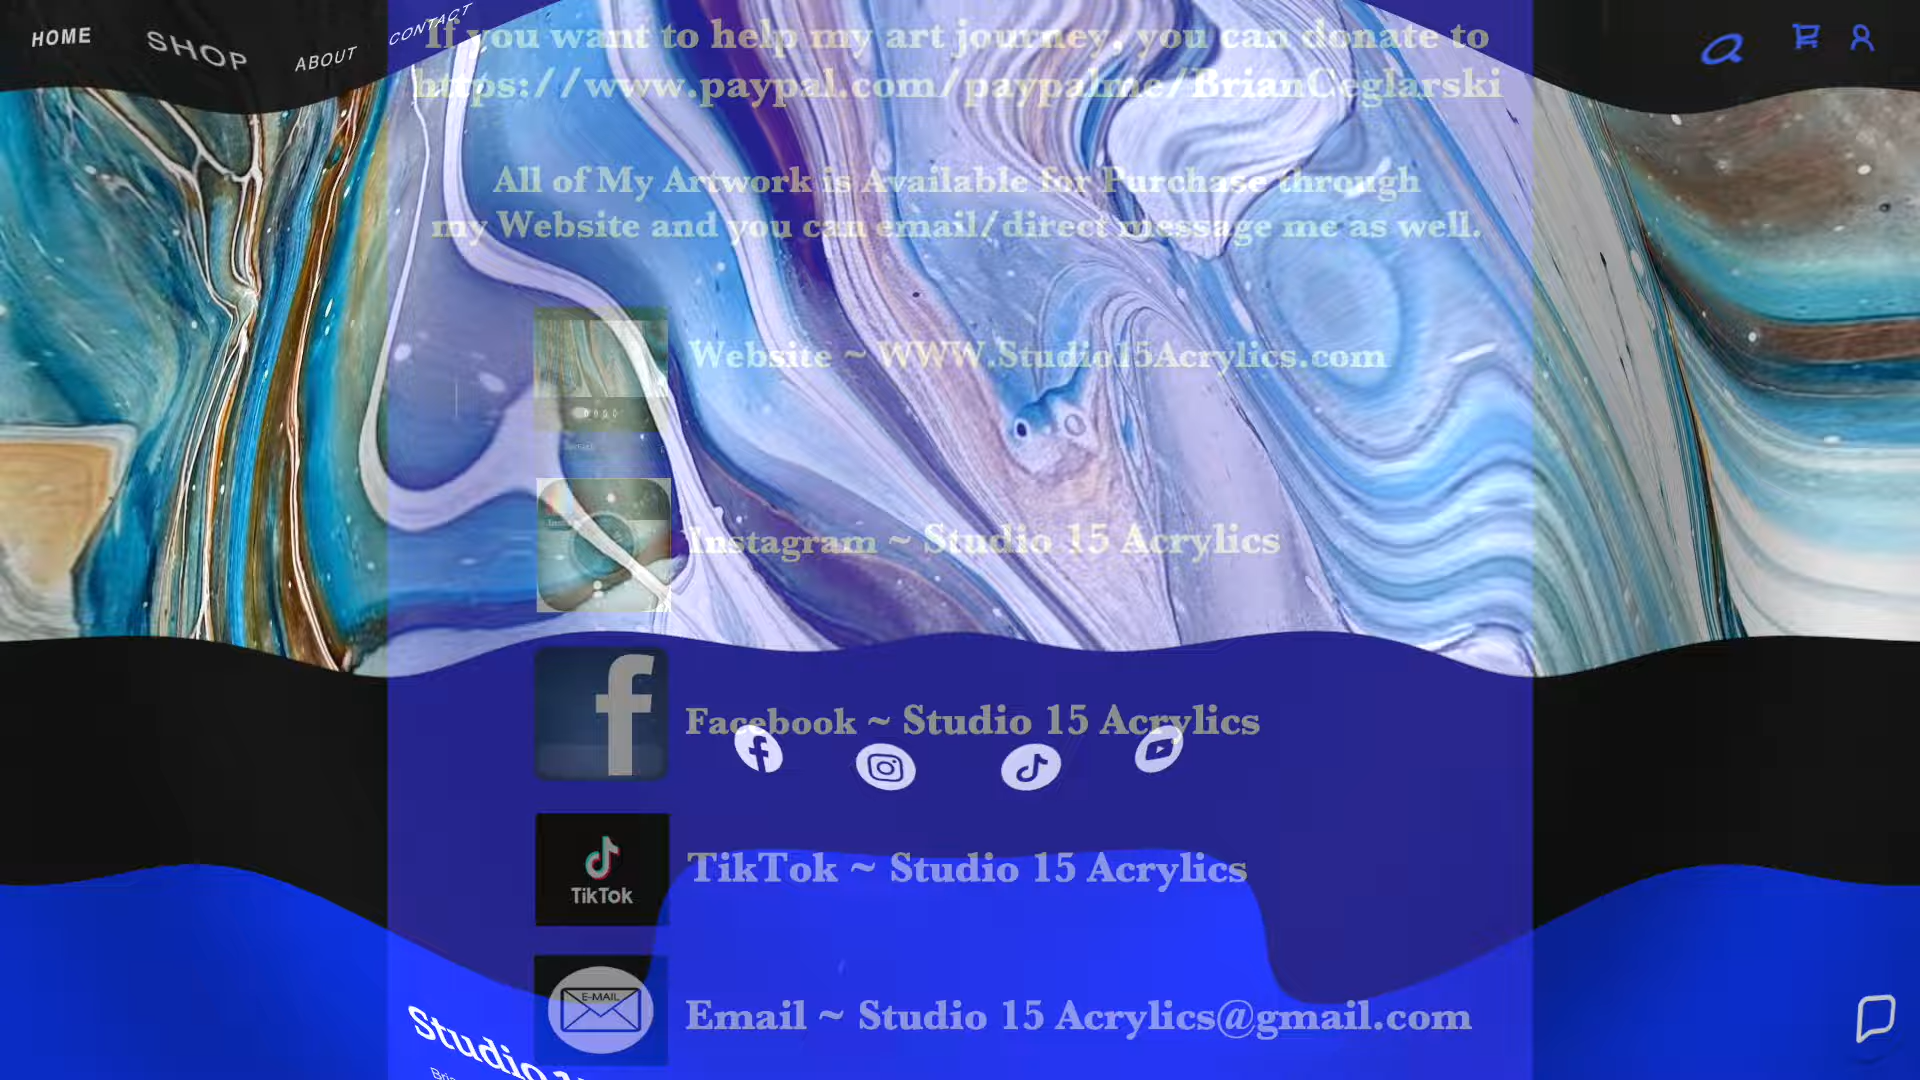 HOME
SHOP
ABOUT
CONTACT
If you want to help my art journey, you can donate to
https://www.paypal.com/paypalme/BrianCeglarski
All of My Artwork is Available for Purchase through
my Website and you can email/direct message me as well.
Website ~ WWW.Studio15Acrylics.com
Instagram ~ Studio 15 Acrylics
Facebook ~ Studio 15 Acrylics
TikTok
TikTok ~ Studio 15 Acrylics
E-MAIL
Email ~ Studio 15 Acrylics@gmail.com
Studio